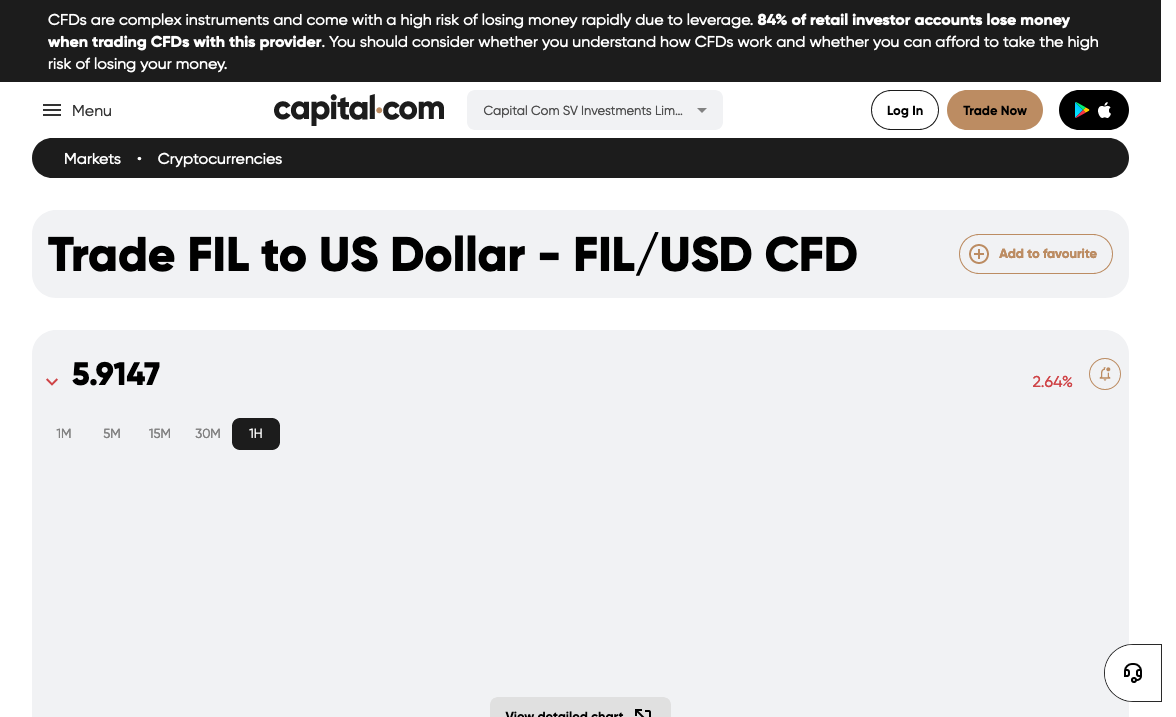 CFDs are complex instruments and come with a high risk of losing money rapidly due to leverage. 84% of retail investor accounts lose money
when trading CFDs with this provider. You should consider whether you understand how CFDs work and whether you can afford to take the high
risk of losing your money.
Menu
capital.com
Capital Com SV Investments Lim...
Log In
Trade Now
Markets • Cryptocurrencies
Trade FIL to US Dollar - FIL/USD CFD
Add to favourite
5.9147
2.64%
1M 5M 15M 30M 1H
View detailed chart